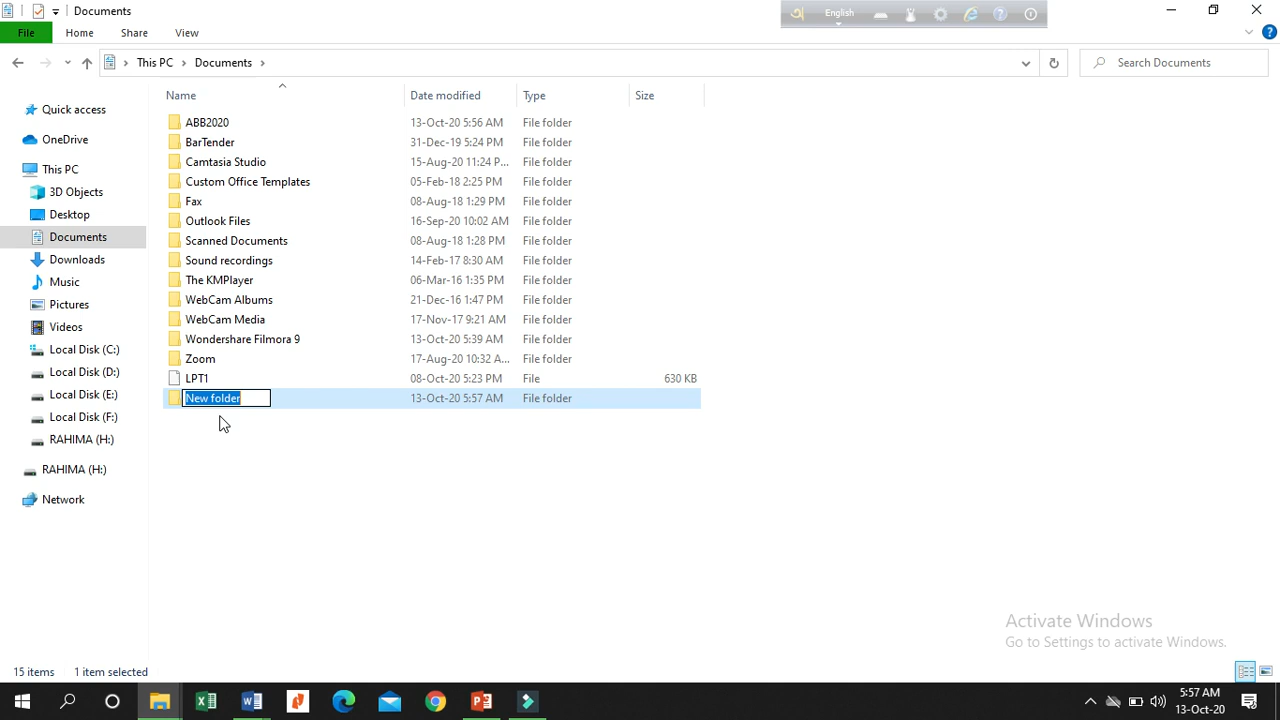 Documents
English
File Home Share View
This PC Documents
Search Documents
Name Date modified Type Size
Quick access
OneDrive
This PC
3D Objects
Desktop
Documents
Downloads
Music
Pictures
Videos
Local Disk (C:)
Local Disk (D:)
Local Disk (E:)
Local Disk (F:)
RAHIMA (H:)
RAHIMA (H:)
Network
ABB2020 13-Oct-20 5:56 AM File folder
BarTender 31-Dec-19 5:24 PM File folder
Camtasia Studio 15-Aug-20 11:24 P... File folder
Custom Office Templates 05-Feb-18 2:25 PM File folder
Fax 08-Aug-18 1:29 PM File folder
Outlook Files 16-Sep-20 10:02 AM File folder
Scanned Documents 08-Aug-18 1:28 PM File folder
Sound recordings 14-Feb-17 8:30 AM File folder
The KMPlayer 06-Mar-16 1:35 PM File folder
WebCam Albums 21-Dec-16 1:47 PM File folder
WebCam Media 17-Nov-17 9:21 AM File folder
Wondershare Filmora 9 13-Oct-20 5:39 AM File folder
Zoom 17-Aug-20 10:32 A... File folder
LPT1 08-Oct-20 5:23 PM File 630 KB
New folder 13-Oct-20 5:57 AM File folder
Activate Windows
Go to Settings to activate Windows.
15 items 1 item selected
5:57 AM
13-Oct-20